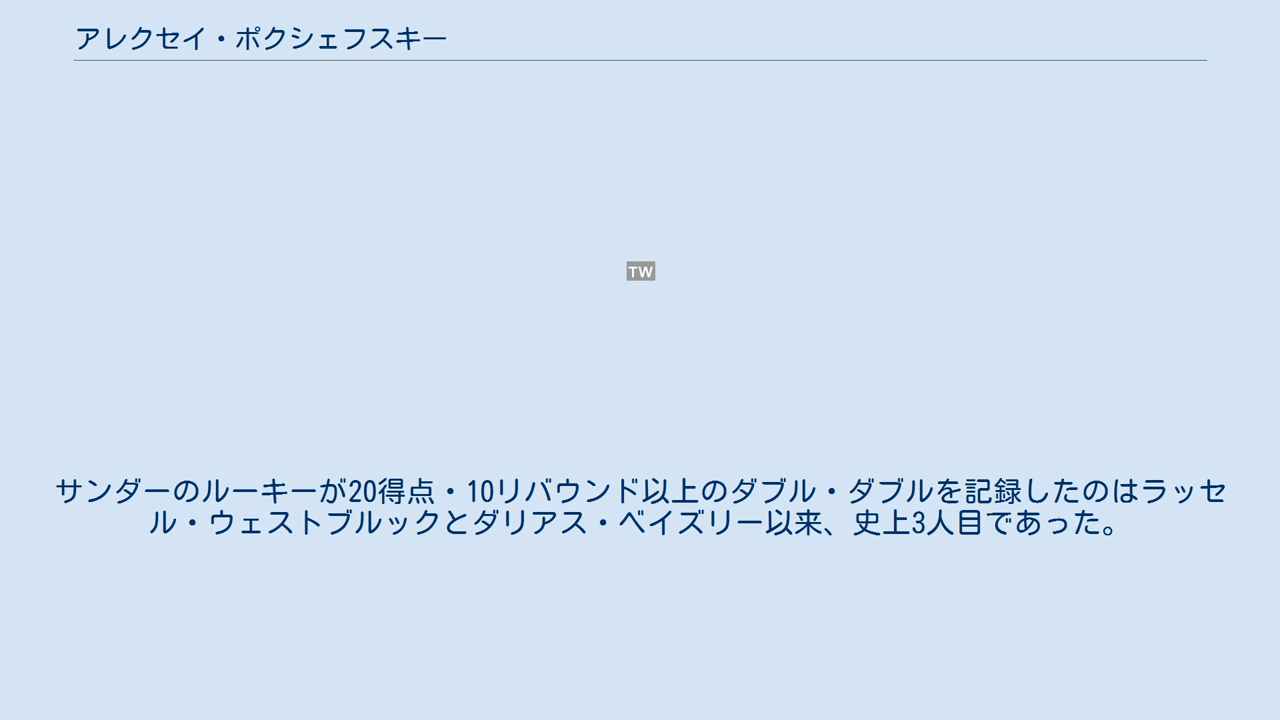 アレクセイ・ポクシェフスキー
TW
サンダーのルーキーが20得点・10リバウンド以上のダブル・ダブルを記録したのはラッセ
ル・ウェストブルックとダリアス・ベイズリー以来、史上3人目であった。